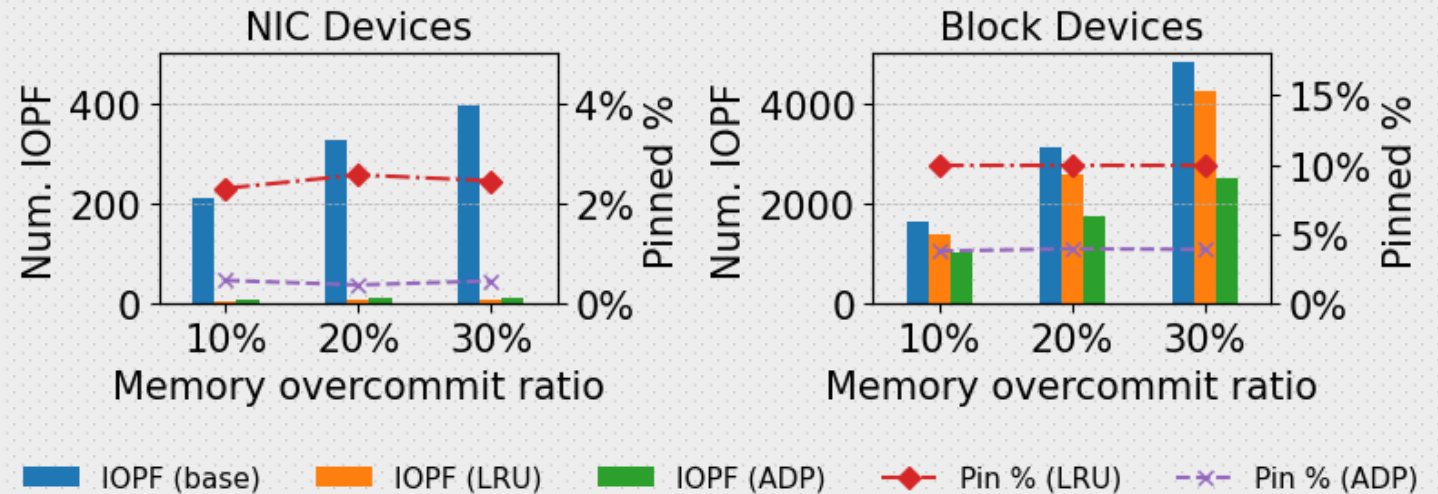 NIC Devices
Num. IOPF
400
200
0
4%
2%
0%
Pinned %
10% 20% 30%
Memory overcommit ratio
Block Devices
Num. IOPF
4000
2000
0
15%
10%
5%
0%
Pinned %
10% 20% 30%
Memory overcommit ratio
IOPF (base) IOPF (LRU) IOPF (ADP) Pin % (LRU) Pin % (ADP)